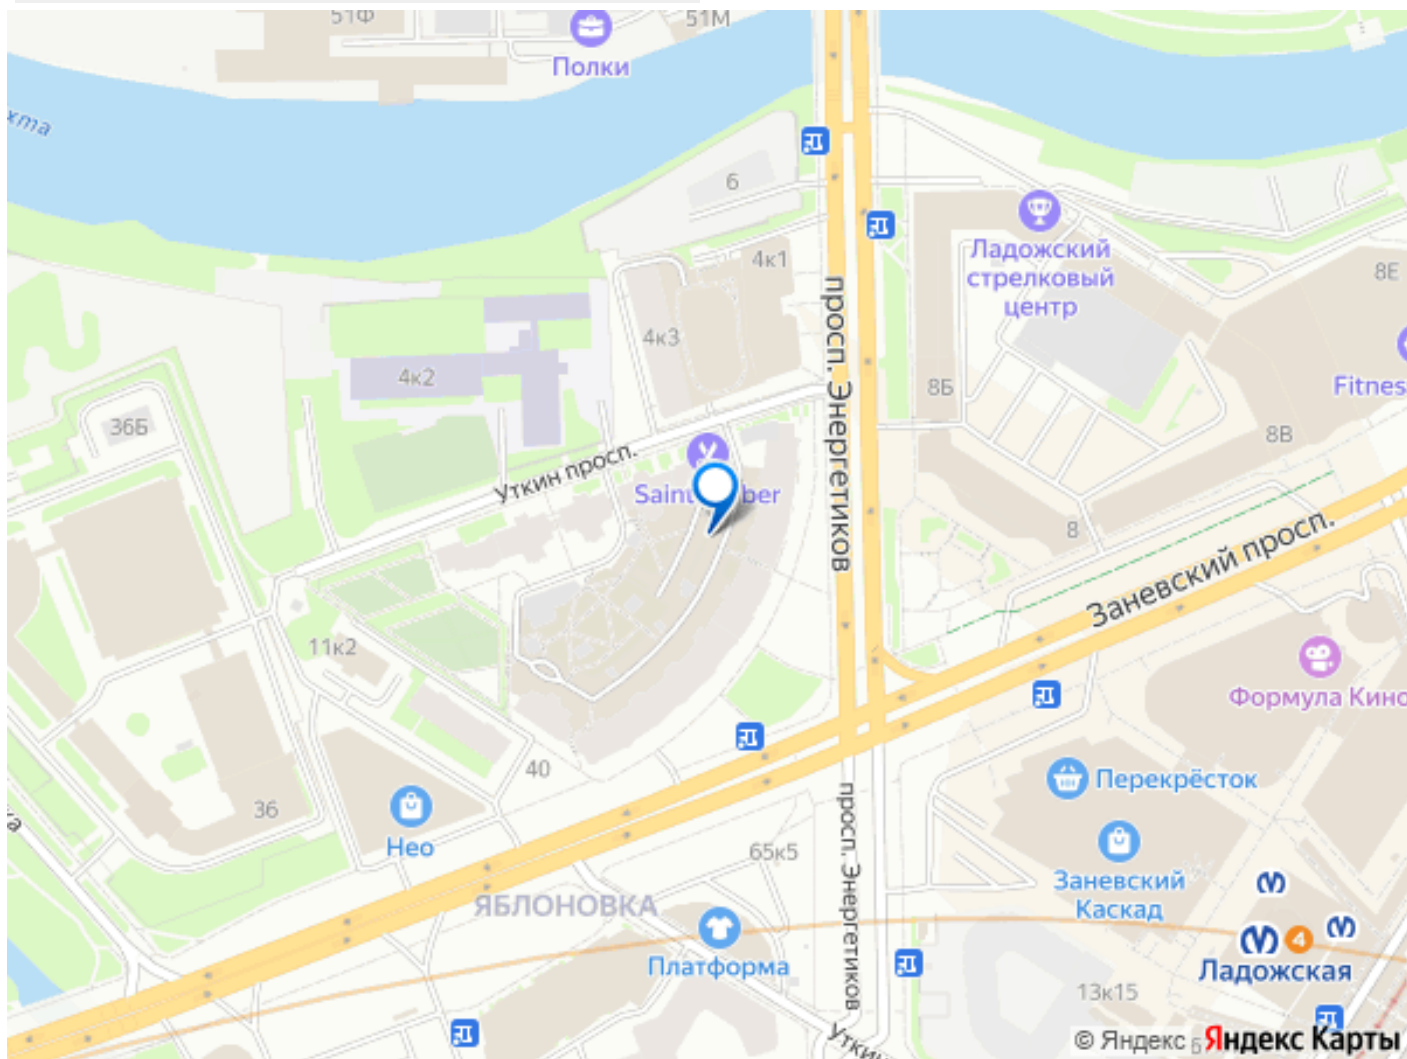 51Ф
51М
Полки
хта
6
Ладожский
стрелковый
центр
4к1
8Е
просп. Энергетиков
4к3
4к2
8Б
Fitnes
36Б
8В
Уткин просп.
8
Заневский просп.
11к2
Формула Кино
40
36
Нео
Перекрёсток
просп. Энергетиков
65к5
Заневский
Каскад
ЯБЛОНОВКА
Платформа
4
Ладожская
13к15
Уткин
© Яндекс
6
Яндекс Карты